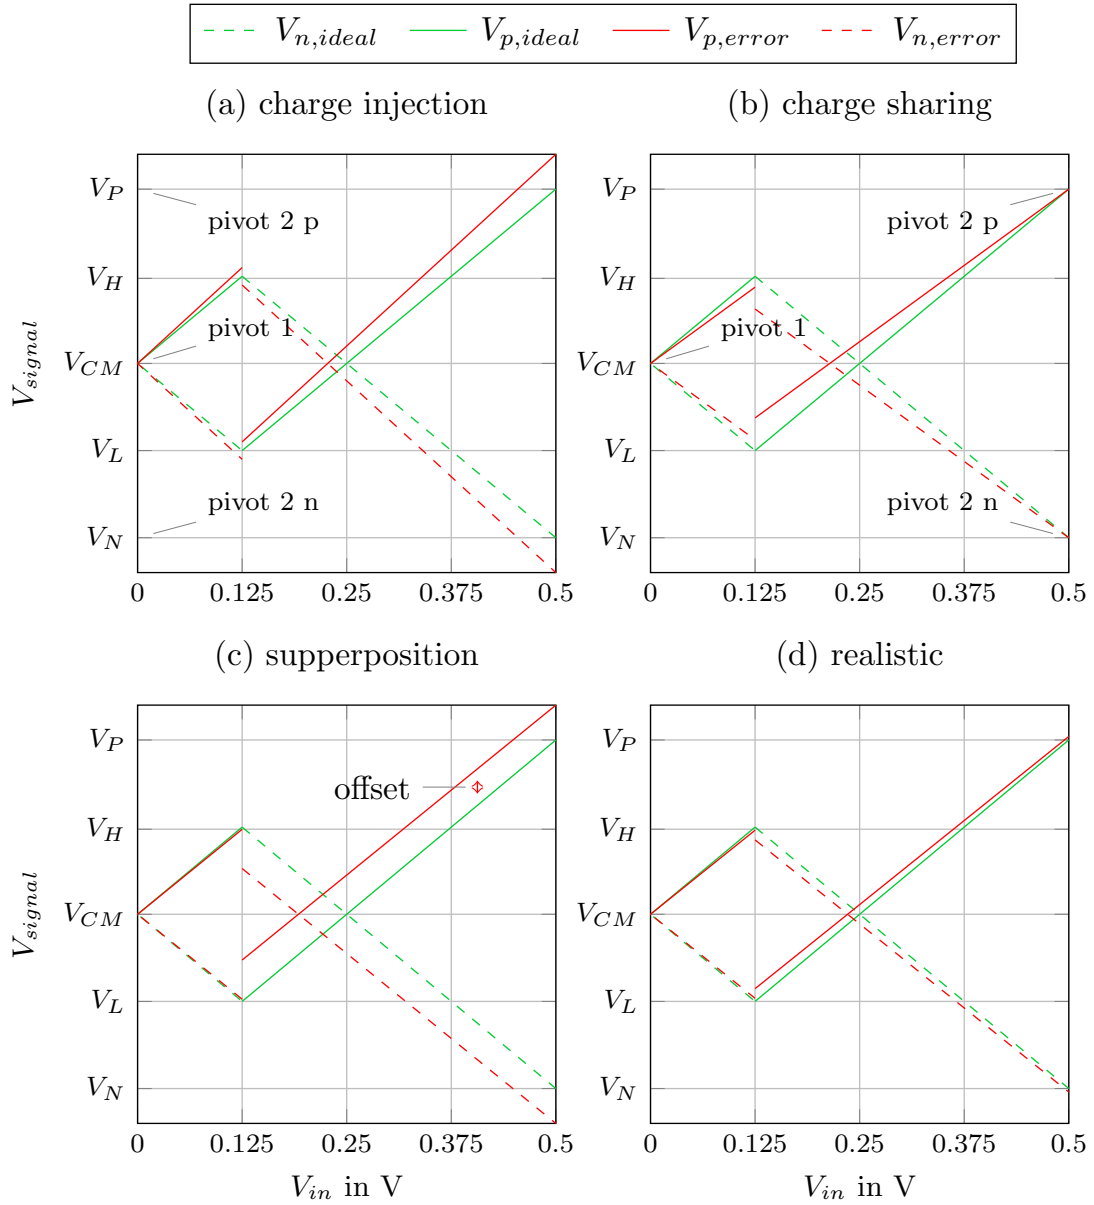 V_{n,ideal} V_{p,ideal} V_{p,error} V_{n,error}
(a) charge injection
(b) charge sharing
V_{signal}
V_P
V_H
V_{CM}
V_L
V_N
pivot 2 p
pivot 1
pivot 2 n
0 0.125 0.25 0.375 0.5
pivot 2 p
pivot 1
pivot 2 n
0 0.125 0.25 0.375 0.5
(c) supperposition
(d) realistic
V_{signal}
V_P
V_H
V_{CM}
V_L
V_N
offset
0 0.125 0.25 0.375 0.5
V_{in} in V
0 0.125 0.25 0.375 0.5
V_{in} in V
V_P
V_H
V_{CM}
V_L
V_N
V_P
V_H
V_{CM}
V_L
V_N